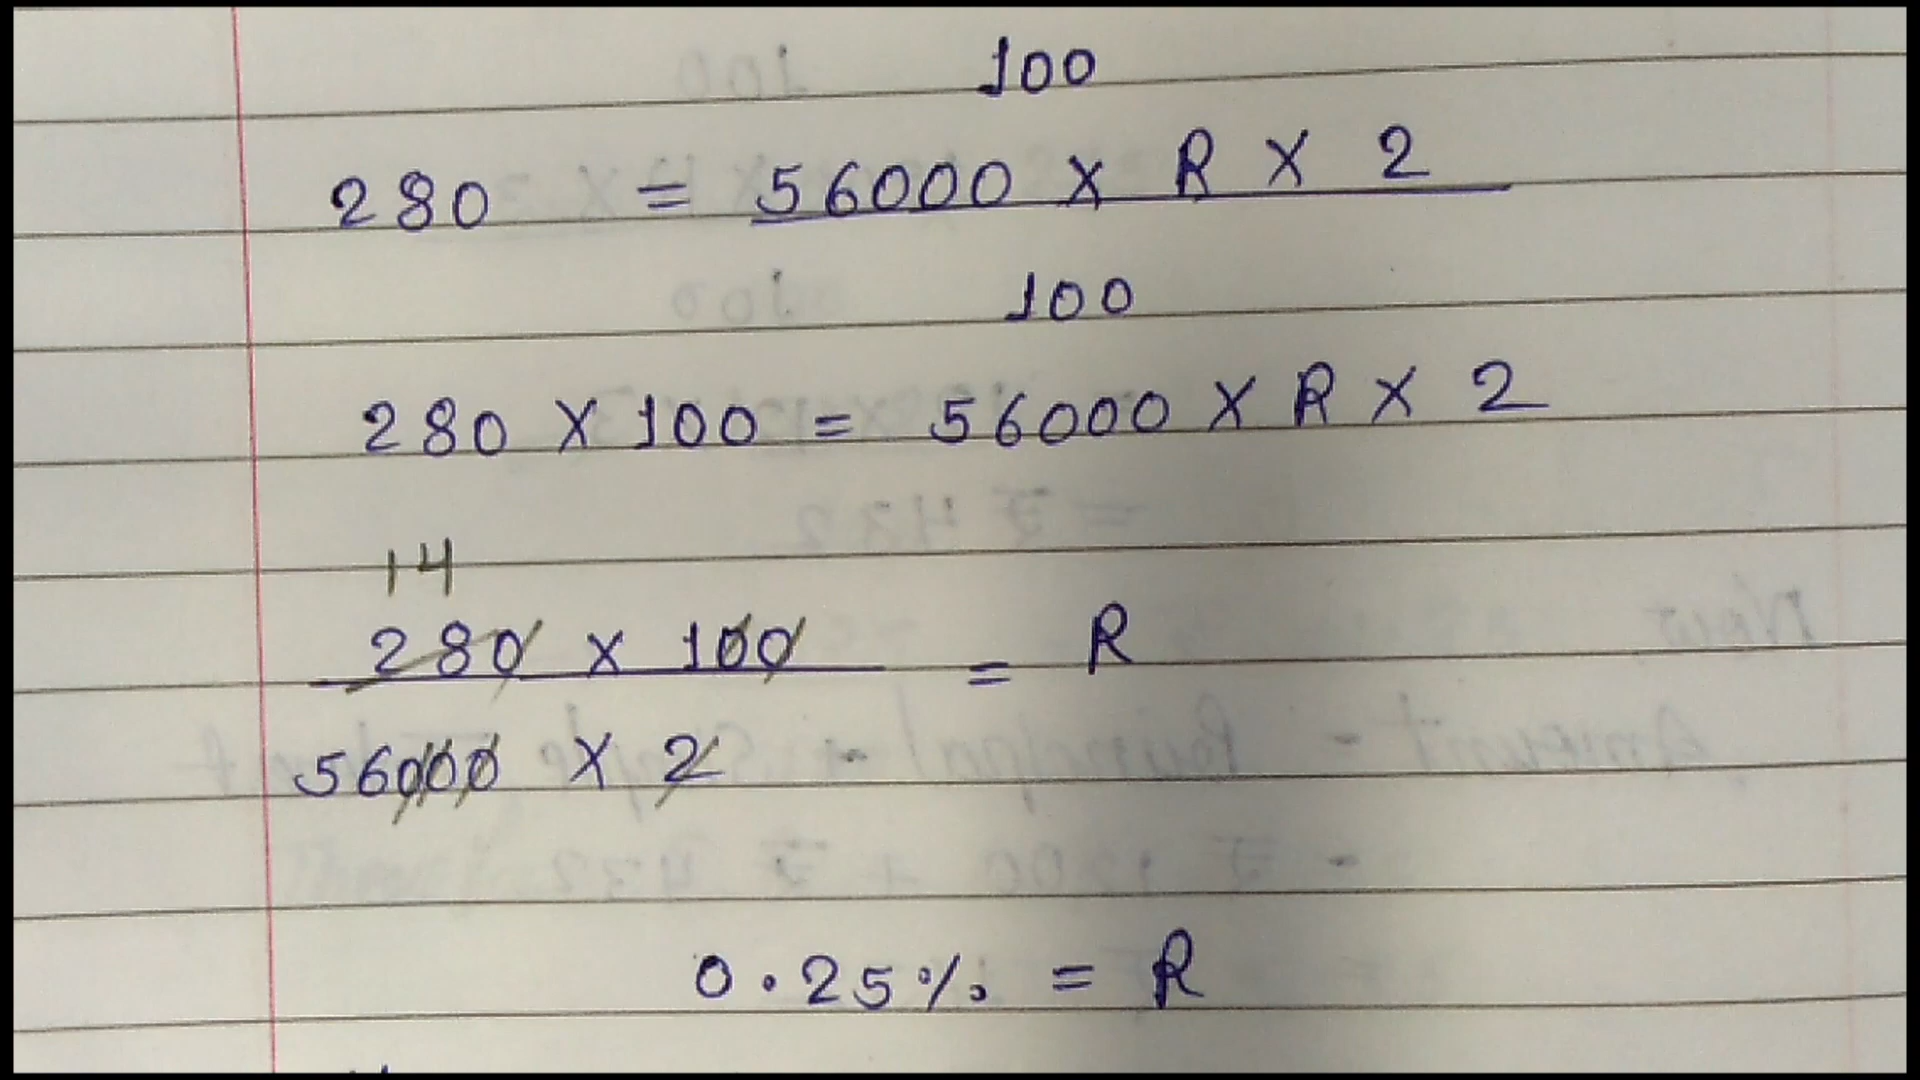 100
280 = 56000 × R × 2
100
280 × 100 = 56000 × R × 2
14
280 × 100 = R
56000 × 2
0.25% = R